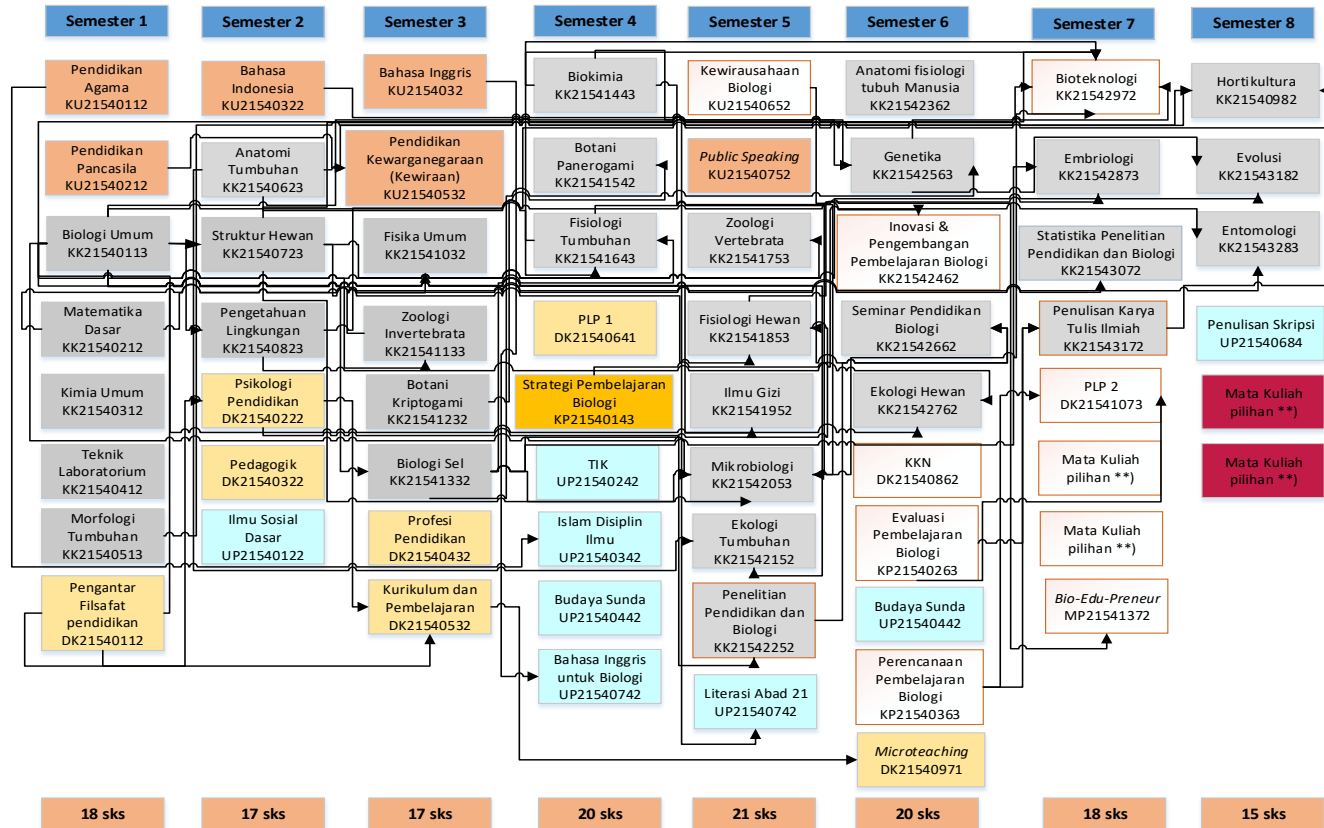 Semester 1
Semester 2
Semester 3
Semester 4
Semester 5
Semester 6
Semester 7
Semester 8
Pendidikan
Agama
KU21540112
Pendidikan
Pancasila
KU21540212
Biologi Umum
KK21540113
Matematika
Dasar
KK21540212
Kimia Umum
KK21540312
Teknik
Laboratorium
KK21540412
Morfologi
Tumbuhan
KK21540513
Pengantar
Filsafat
pendidikan
DK21540112
Bahasa
Indonesia
KU21540322
Anatomi
Tumbuhan
KK21540623
Struktur Hewan
KK21540723
Pengetahuan
Lingkungan
KK21540823
Psikologi
Pendidikan
DK21540222
Pedagogik
DK21540322
Ilmu Sosial
Dasar
UP21540122
Bahasa Inggris
KU2154032
Pendidikan
Kewarganegaraan
(Kewiraan)
KU21540532
Fisika Umum
KK21541032
Zoologi
Invertebrata
KK21541133
Botani
Kriptogami
KK21541232
Biologi Sel
KK21541332
Profesi
Pendidikan
DK21540432
Kurikulum dan
Pembelajaran
DK21540532
Biokimia
KK21541443
Botani
Panerogami
KK21541542
Fisiologi
Tumbuhan
KK21541643
PLP 1
DK21540641
Strategi Pembelajaran
Biologi
KP21540143
TIK
UP21540242
Islam Disiplin
Ilmu
UP21540342
Budaya Sunda
UP21540442
Bahasa Inggris
untuk Biologi
UP21540742
Kewirausahaan
Biologi
KU21540652
Public Speaking
KU21540752
Zoologi
Vertebrata
KK21541753
Fisiologi Hewan
KK21541853
Ilmu Gizi
KK21541952
Mikrobiologi
KK21542053
Ekologi
Tumbuhan
KK21542152
Penelitian
Pendidikan dan
Biologi
KK21542252
Literasi Abad 21
UP21540742
Anatomi fisiologi
tubuh Manusia
KK21542362
Genetika
KK21542563
Inovasi &
Pengembangan
Pembelajaran Biologi
KK21542462
Seminar Pendidikan
Biologi
KK21542662
Ekologi Hewan
KK21542762
KKN
DK21540862
Evaluasi
Pembelajaran
Biologi
KP21540263
Budaya Sunda
UP21540442
Perencanaan
Pembelajaran
Biologi
KP21540363
Microteaching
DK21540971
Bioteknologi
KK21542972
Embriologi
KK21542873
Statistika Penelitian
Pendidikan dan Biologi
KK21543072
Penulisan Karya
Tulis Ilmiah
KK21543172
PLP 2
DK21541073
Mata Kuliah
pilihan **)
Mata Kuliah
pilihan **)
Bio-Edu-Preneur
MP21541372
Hortikultura
KK21540982
Evolusi
KK21543182
Entomologi
KK21543283
Penulisan Skripsi
UP21540684
Mata Kuliah
pilihan **)
Mata Kuliah
pilihan **)
18 sks
17 sks
17 sks
20 sks
21 sks
20 sks
18 sks
15 sks